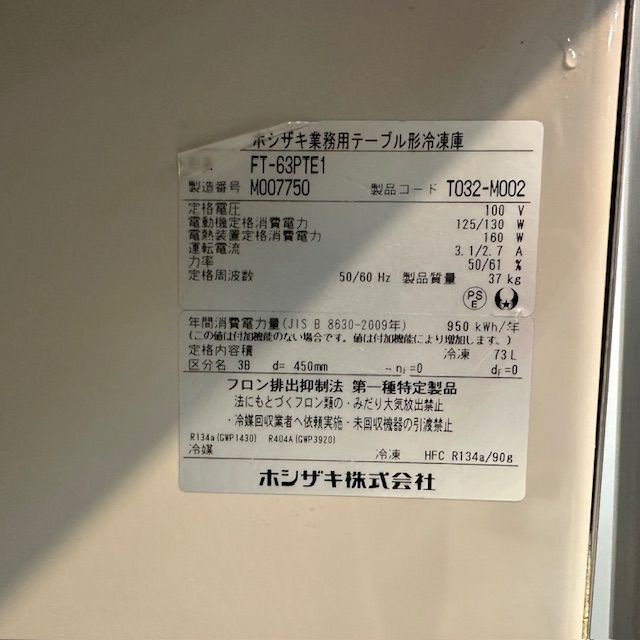 ホシザキ業務用テーブル形冷凍庫
FT-63PTE1
製造番号 M007750 製品コード T032-M002
定格電圧 100 V
電動機定格消費電力 125/130 W
電熱装置定格消費電力 160 W
運転電流 3.1/2.7 A
力率 50/61 %
定格周波数 50/60 Hz 製品質量 37 kg
PS
E
年間消費電力量(JIS B 8630-2009年) 950 kWh/年
(この値は付加機能のない場合です。値は付加機能により増加します。)
定格内容積 冷凍 73 L
区分名 3B d= 450mm nf=0 df=0
フロン排出抑制法 第一種特定製品
法にもとづくフロン類の・みだり大気放出禁止
・冷媒回収業者へ依頼実施・未回収機器の引渡禁止
R134a(GWP1430) R404A(GWP3920)
冷媒 冷凍 HFC R134a/90g
ホシザキ株式会社